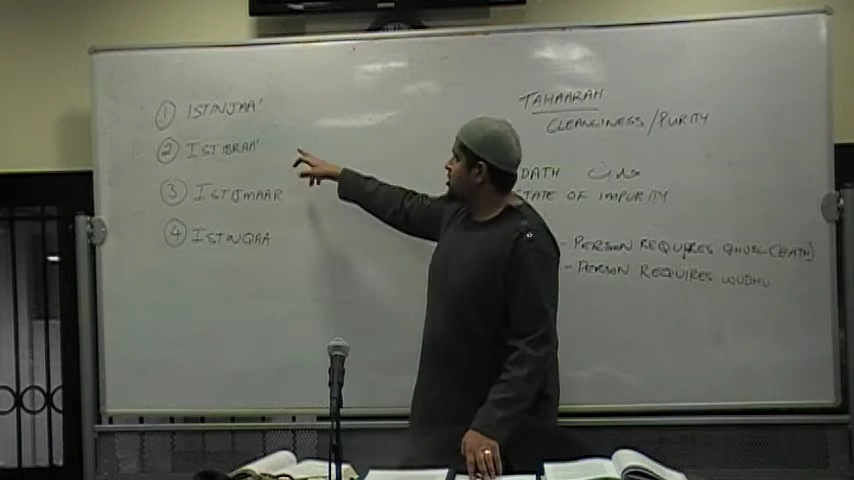 ① ISTINJAA'
② ISTIBRAA'
③ ISTIJMAAR
④ ISTINQAA
TAHAARAH
CLEANLINESS/PURITY
DATH حدث
STATE OF IMPURITY
- PERSON REQUIRES GHUSL (BATH)
- PERSON REQUIRES WUDHU